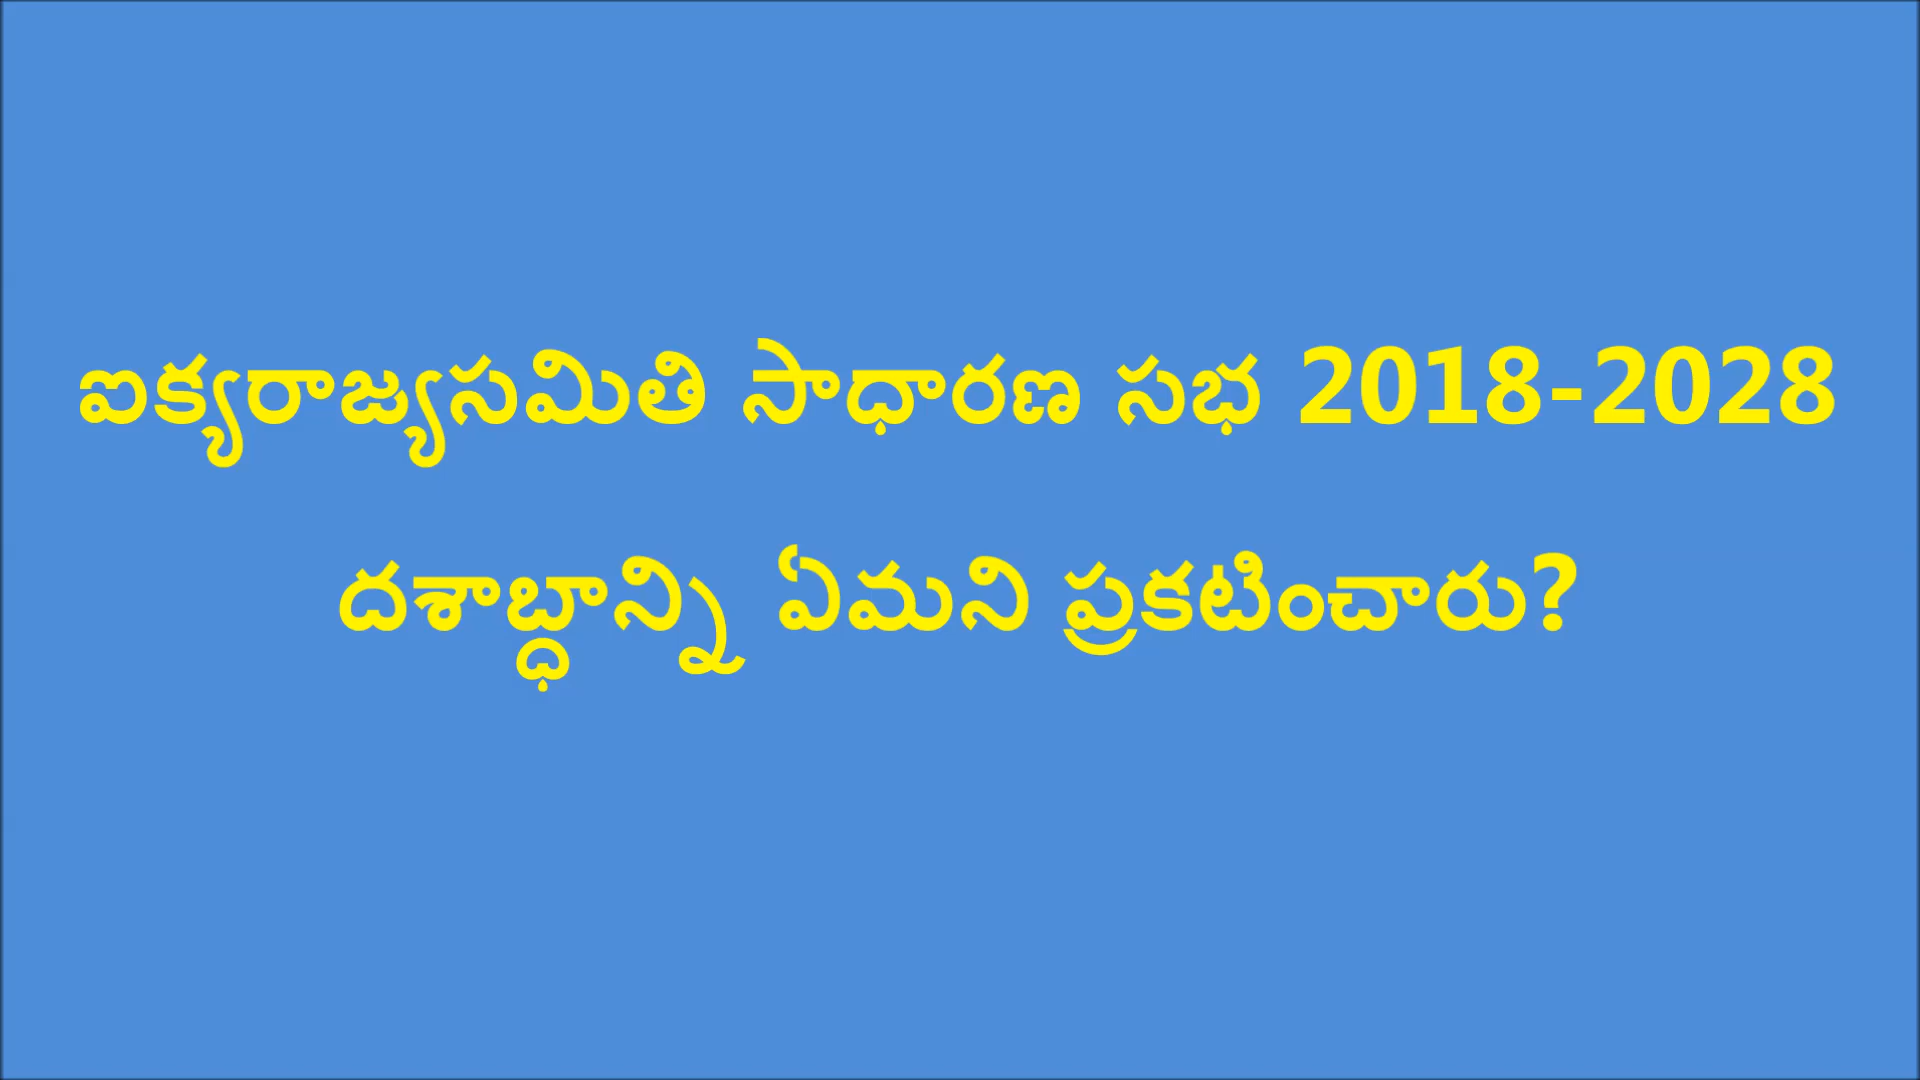 ఐక్యరాజ్యసమితి సాధారణ సభ 2018-2028
దశాబ్ధాన్ని ఏమని ప్రకటించారు?